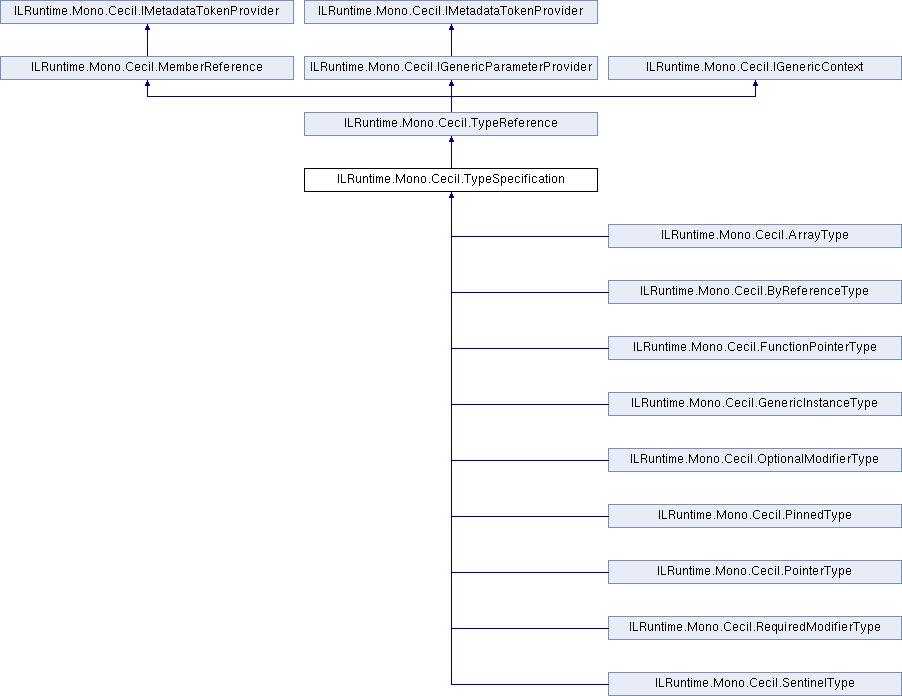 ILRuntime.Mono.Cecil.IMetadataTokenProvider
ILRuntime.Mono.Cecil.IMetadataTokenProvider
ILRuntime.Mono.Cecil.MemberReference
ILRuntime.Mono.Cecil.IGenericParameterProvider
ILRuntime.Mono.Cecil.IGenericContext
ILRuntime.Mono.Cecil.TypeReference
ILRuntime.Mono.Cecil.TypeSpecification
ILRuntime.Mono.Cecil.ArrayType
ILRuntime.Mono.Cecil.ByReferenceType
ILRuntime.Mono.Cecil.FunctionPointerType
ILRuntime.Mono.Cecil.GenericInstanceType
ILRuntime.Mono.Cecil.OptionalModifierType
ILRuntime.Mono.Cecil.PinnedType
ILRuntime.Mono.Cecil.PointerType
ILRuntime.Mono.Cecil.RequiredModifierType
ILRuntime.Mono.Cecil.SentinelType